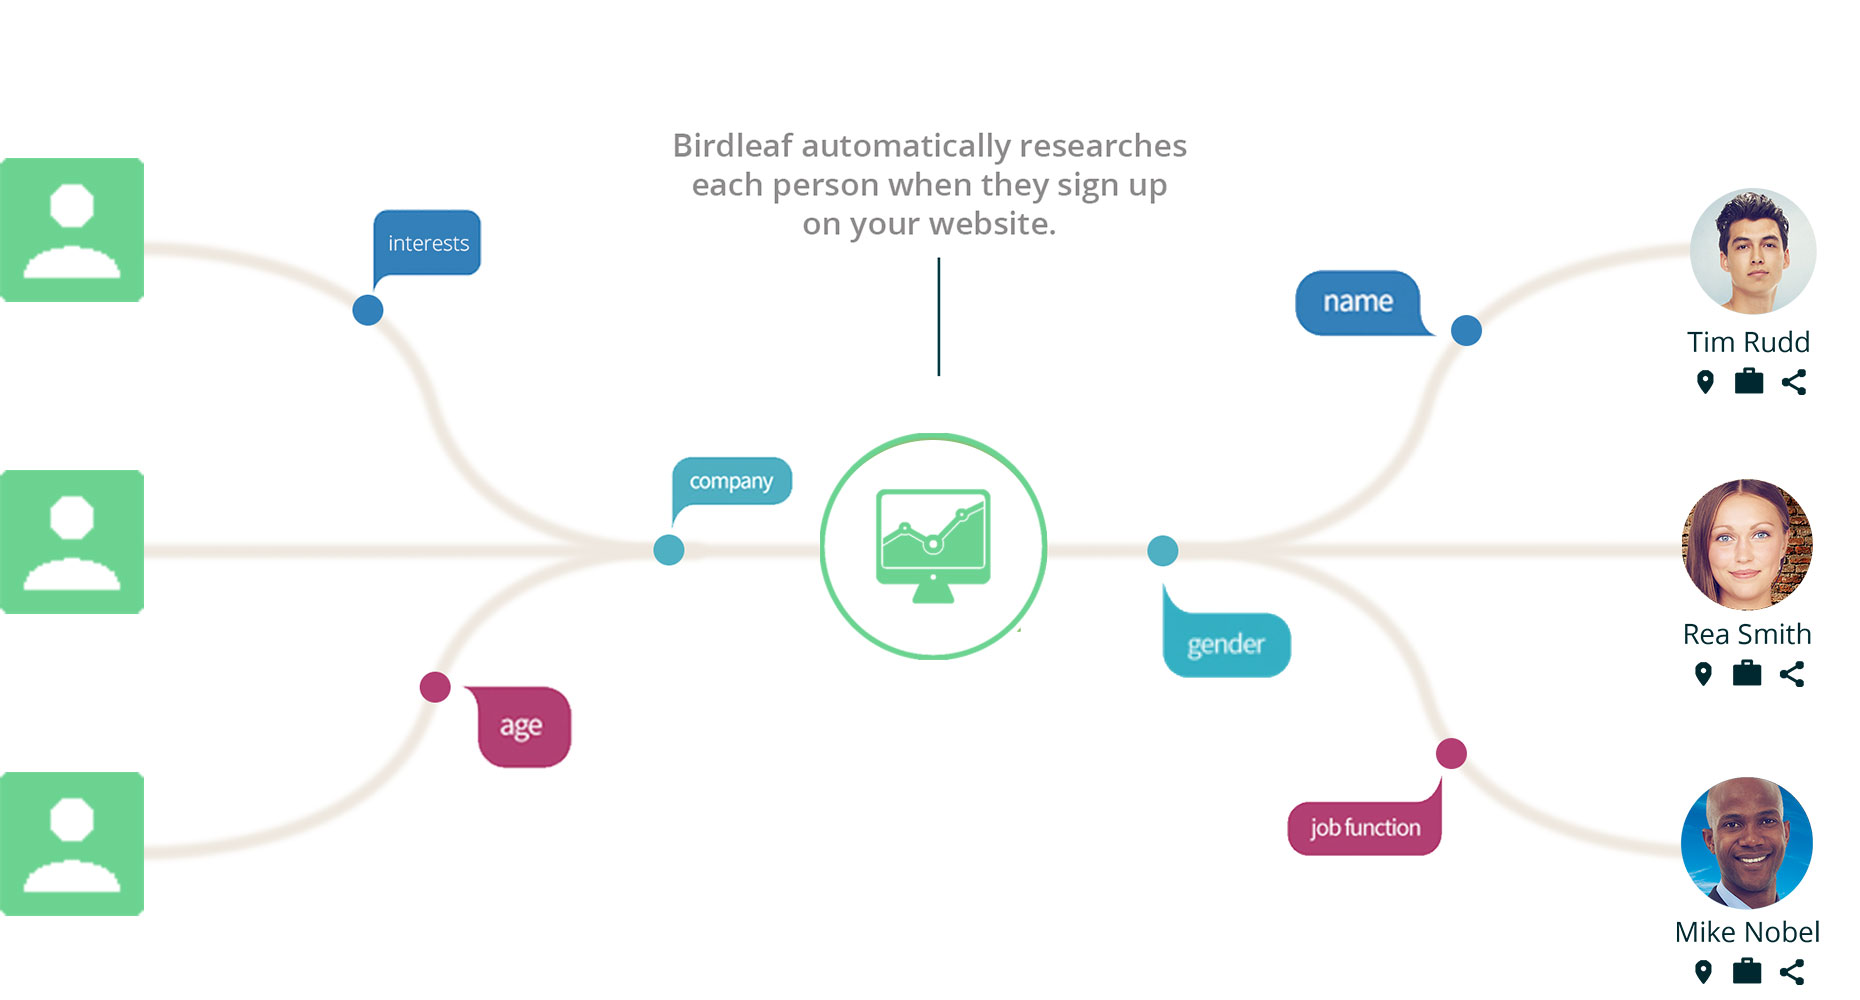 Birdleaf automatically researches
each person when they sign up
on your website.
interests
name
Tim Rudd
company
gender
Rea Smith
age
job function
Mike Nobel